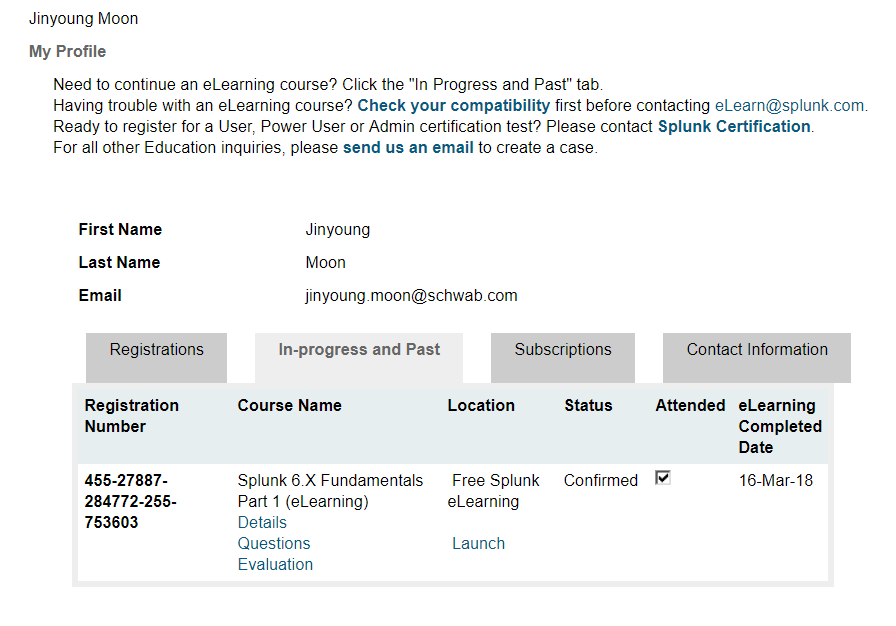 Jinyoung Moon
My Profile
Need to continue an eLearning course? Click the "In Progress and Past" tab.
Having trouble with an eLearning course? Check your compatibility first before contacting eLearn@splunk.com.
Ready to register for a User, Power User or Admin certification test? Please contact Splunk Certification.
For all other Education inquiries, please send us an email to create a case.
First Name Jinyoung
Last Name Moon
Email jinyoung.moon@schwab.com
Registrations In-progress and Past Subscriptions Contact Information
Registration Course Name Location Status Attended eLearning
Number Completed
Date
455-27887- Splunk 6.X Fundamentals Free Splunk Confirmed 16-Mar-18
284772-255- Part 1 (eLearning) eLearning
753603 Details
Questions Launch
Evaluation